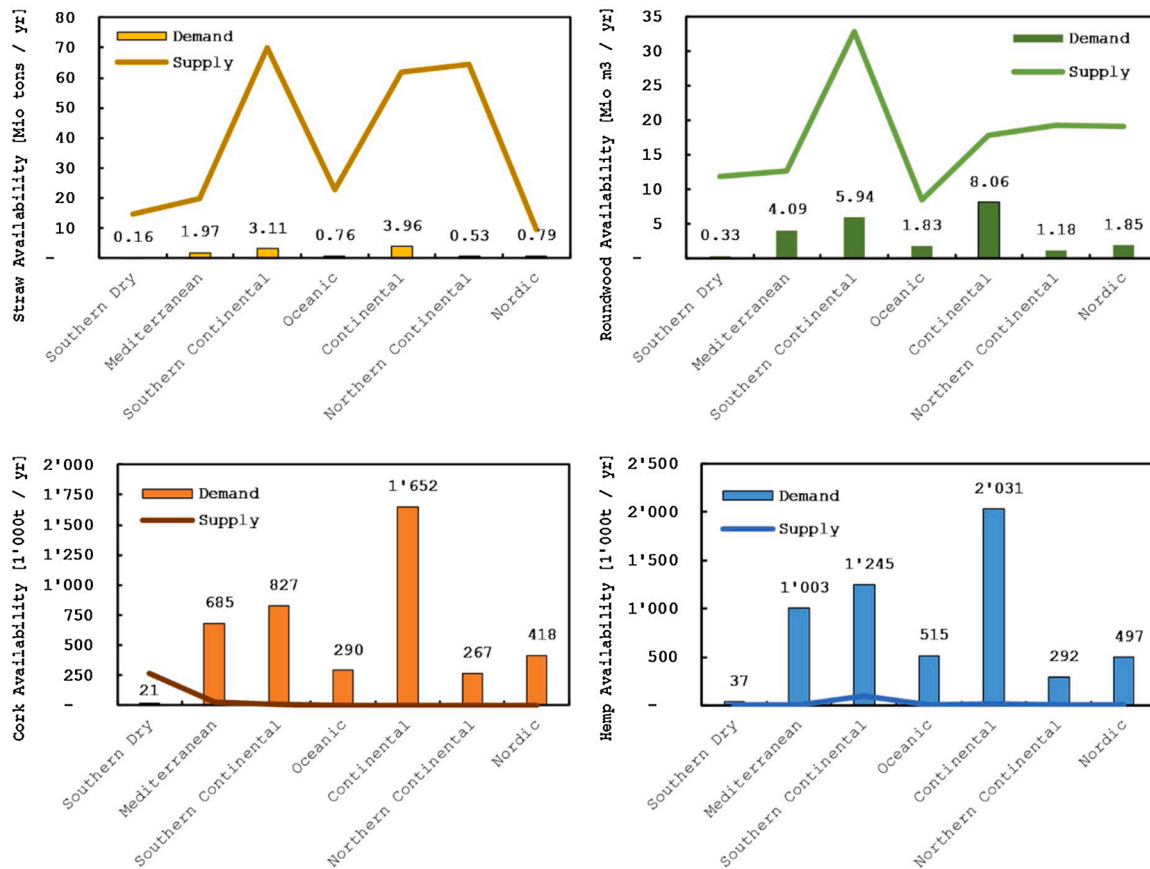 Straw Availability [Mio tons / yr]
80
70
60
50
40
30
20
10
–
Demand
Supply
0.16
1.97
3.11
0.76
3.96
0.53
0.79
Southern Dry
Mediterranean
Southern Continental
Oceanic
Continental
Northern Continental
Nordic
Roundwood Availability [Mio m3 / yr]
35
30
25
20
15
10
5
–
Demand
Supply
0.33
4.09
5.94
1.83
8.06
1.18
1.85
Southern Dry
Mediterranean
Southern Continental
Oceanic
Continental
Northern Continental
Nordic
Cork Availability [1'000t / yr]
2'000
1'750
1'500
1'250
1'000
750
500
250
–
Demand
Supply
21
685
827
290
1'652
267
418
Southern Dry
Mediterranean
Southern Continental
Oceanic
Continental
Northern Continental
Nordic
Hemp Availability [1'000t / yr]
2'500
2'000
1'500
1'000
500
–
Demand
Supply
37
1'003
1'245
515
2'031
292
497
Southern Dry
Mediterranean
Southern Continental
Oceanic
Continental
Northern Continental
Nordic